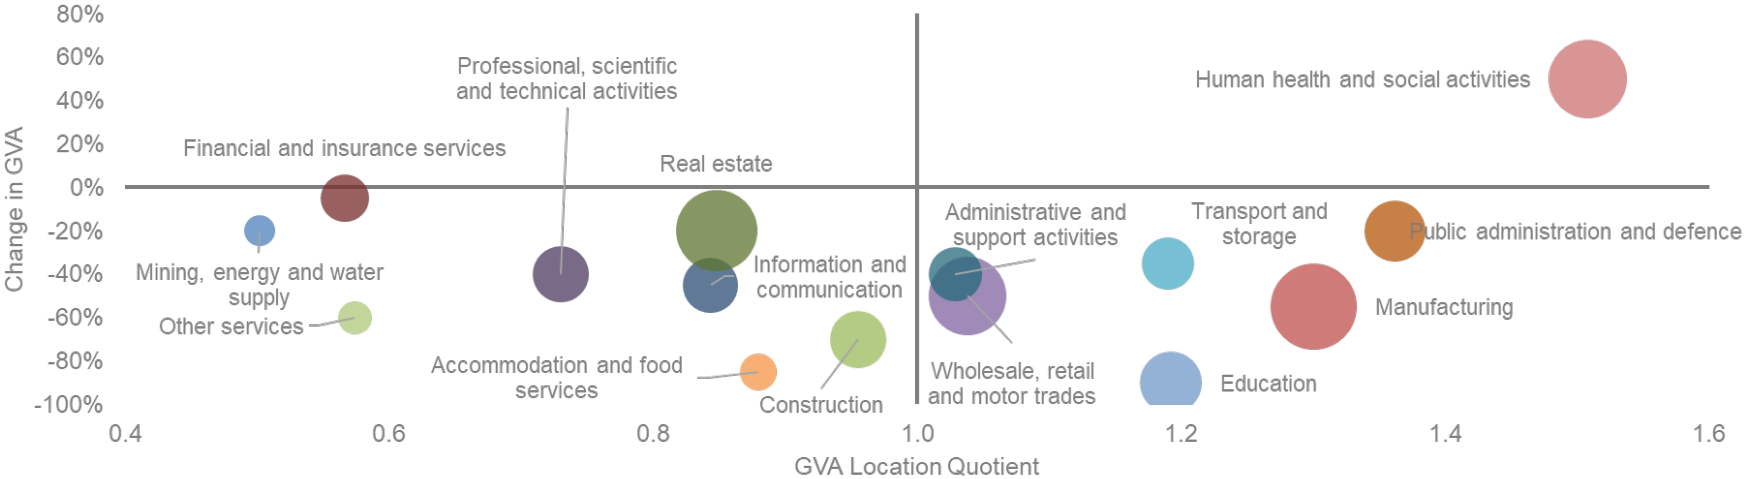 80%
60%
40%
20%
0%
-20%
-40%
-60%
-80%
-100%
Change in GVA
Professional, scientific
and technical activities
Human health and social activities
Financial and insurance services
Real estate
Administrative and
support activities
Transport and
storage
Public administration and defence
Mining, energy and water
supply
Information and
communication
Other services
Manufacturing
Accommodation and food
services
Wholesale, retail
and motor trades
Education
Construction
0.4 0.6 0.8 1.0 1.2 1.4 1.6
GVA Location Quotient